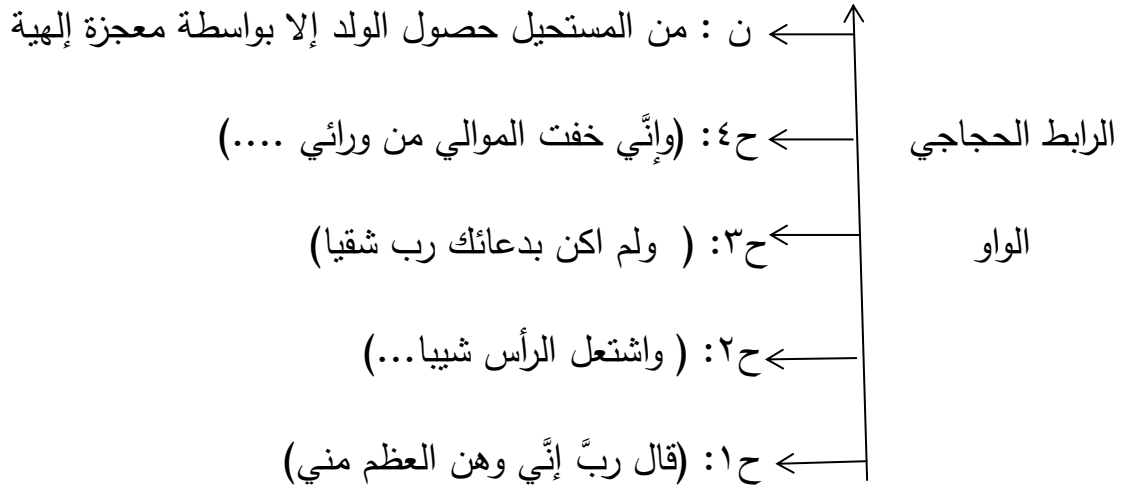 ن : من المستحيل حصول الولد إلا بواسطة معجزة إلهية
الرابط الحجاجي ح٤: (وإنَّي خفت الموالي من ورائي ....)
الواو ح٣: ( ولم اكن بدعائك رب شقيا)
ح٢: ( واشتعل الرأس شيبا...)
ح١: (قال ربَّ إنَّي وهن العظم مني)